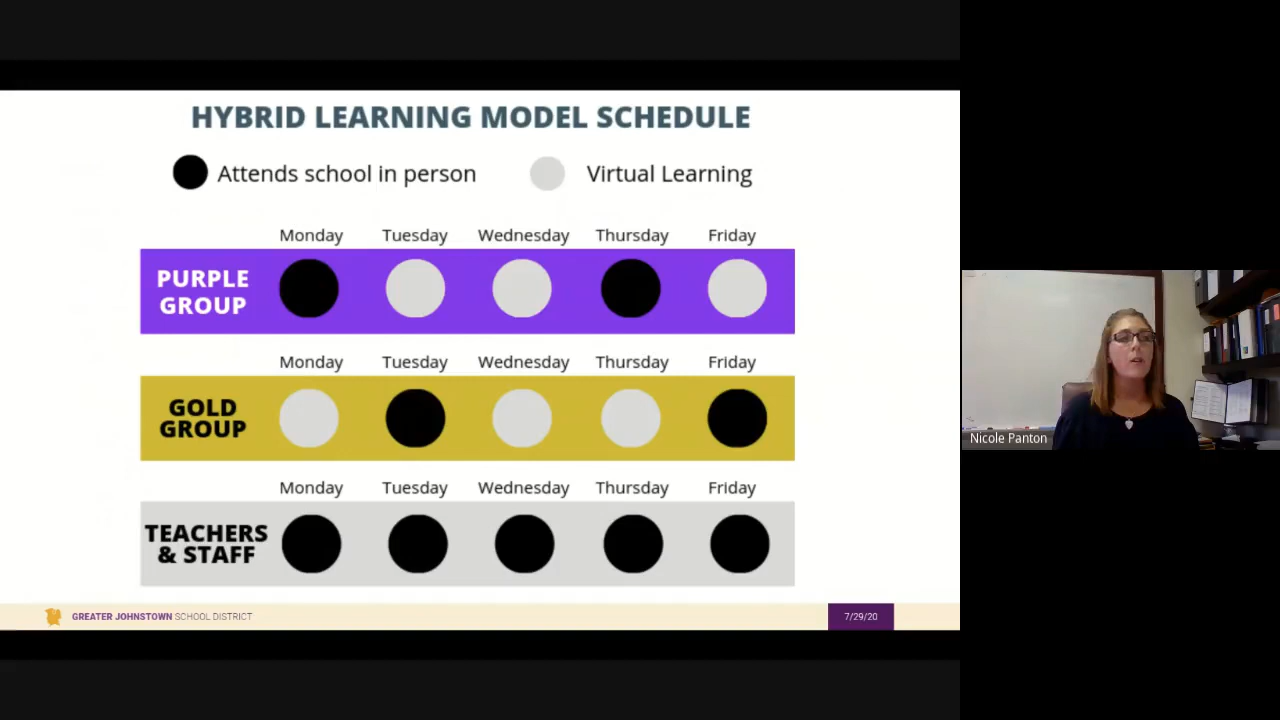 HYBRID LEARNING MODEL SCHEDULE
Attends school in person Virtual Learning
Monday Tuesday Wednesday Thursday Friday
PURPLE
GROUP
Monday Tuesday Wednesday Thursday Friday
GOLD
GROUP
Monday Tuesday Wednesday Thursday Friday
TEACHERS
& STAFF
GREATER JOHNSTOWN SCHOOL DISTRICT 7/29/20
Nicole Panton